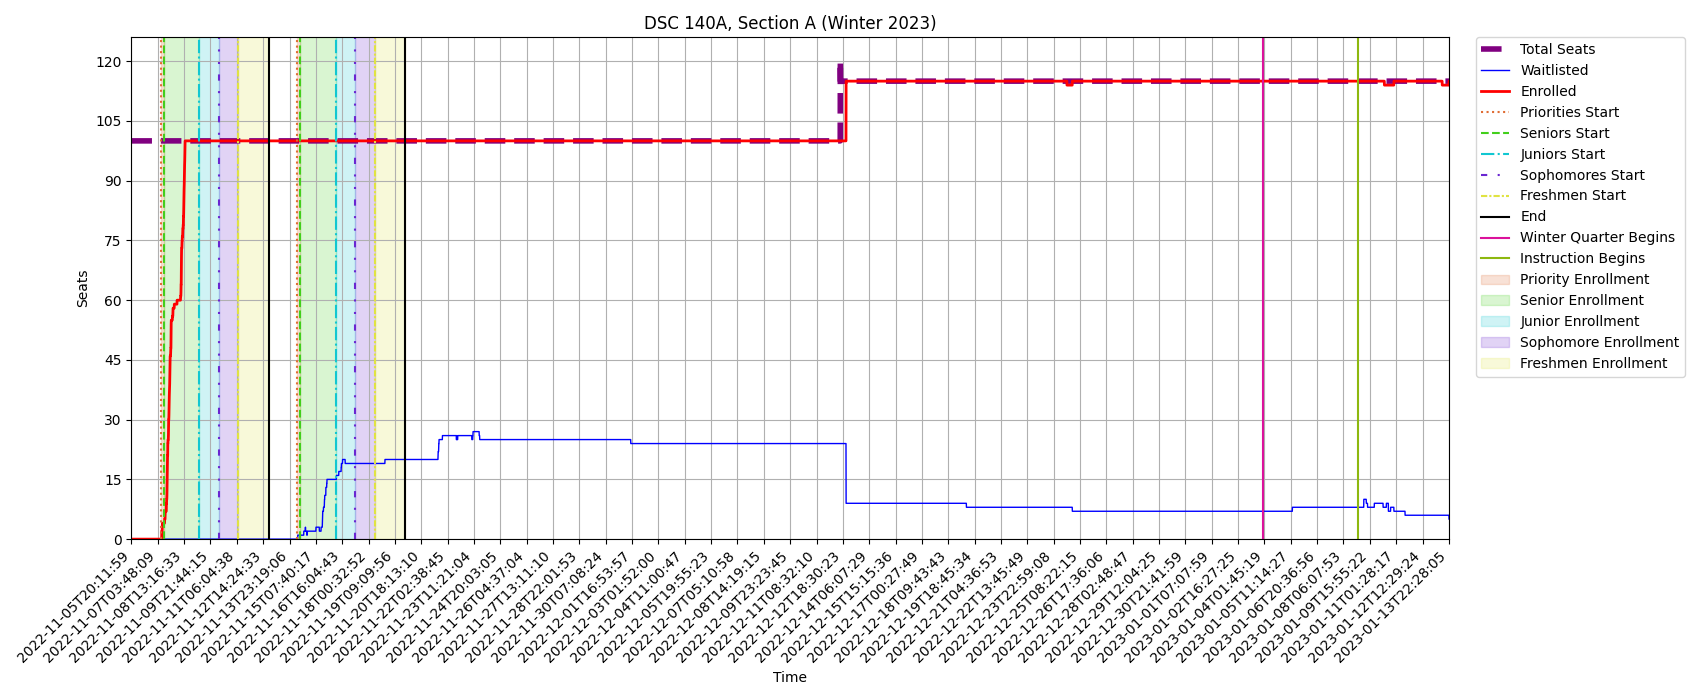 DSC 140A, Section A (Winter 2023)
Seats
120
105
90
75
60
45
30
15
0
2022-11-05T20:11:59
2022-11-07T03:48:09
2022-11-08T13:16:33
2022-11-09T21:44:15
2022-11-11T06:04:38
2022-11-12T14:24:33
2022-11-13T23:19:06
2022-11-15T07:40:17
2022-11-16T16:04:43
2022-11-18T00:32:52
2022-11-19T09:09:56
2022-11-20T18:13:10
2022-11-22T02:38:45
2022-11-23T11:21:04
2022-11-24T20:03:05
2022-11-26T04:37:04
2022-11-27T13:11:10
2022-11-28T22:01:53
2022-11-30T07:08:24
2022-12-01T16:53:57
2022-12-03T01:52:00
2022-12-04T11:00:47
2022-12-05T19:55:23
2022-12-07T05:10:58
2022-12-08T14:19:15
2022-12-09T23:23:45
2022-12-11T08:32:10
2022-12-12T18:30:23
2022-12-14T06:07:29
2022-12-15T15:15:36
2022-12-17T00:27:49
2022-12-18T09:43:43
2022-12-19T18:45:34
2022-12-21T04:36:53
2022-12-22T13:45:49
2022-12-23T22:59:08
2022-12-25T08:22:15
2022-12-26T17:36:06
2022-12-28T02:48:47
2022-12-29T12:04:25
2022-12-30T21:41:59
2023-01-01T07:07:59
2023-01-02T16:27:25
2023-01-04T01:45:19
2023-01-05T11:14:27
2023-01-06T20:36:56
2023-01-08T06:07:53
2023-01-09T15:55:22
2023-01-11T01:28:17
2023-01-12T12:29:24
2023-01-13T22:28:05
Time
Total Seats
Waitlisted
Enrolled
Priorities Start
Seniors Start
Juniors Start
Sophomores Start
Freshmen Start
End
Winter Quarter Begins
Instruction Begins
Priority Enrollment
Senior Enrollment
Junior Enrollment
Sophomore Enrollment
Freshmen Enrollment